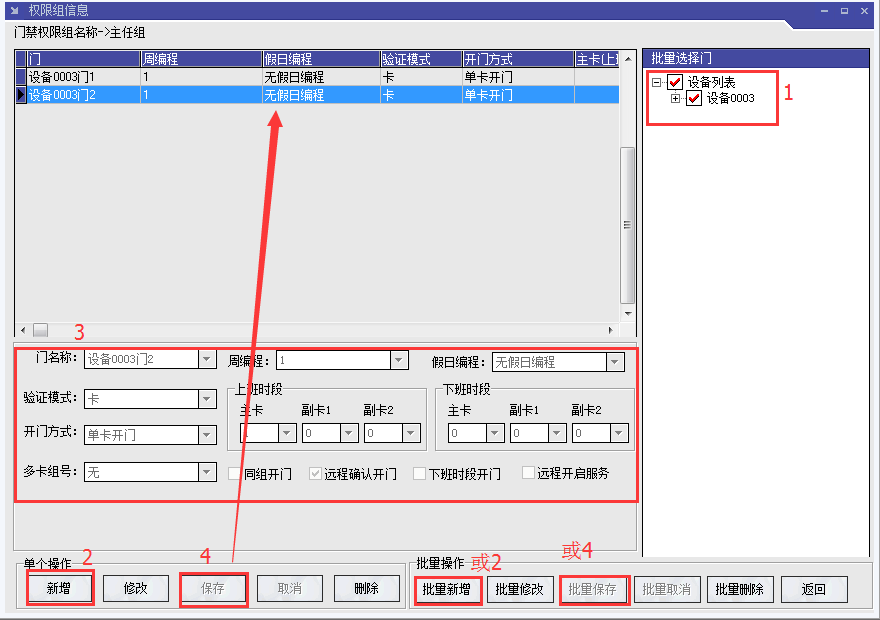 权限组信息
门禁权限组名称->主任组
门 周编程 假日编程 验证模式 开门方式 主卡(上班
设备0003门1 1 无假日编程 卡 单卡开门
设备0003门2 1 无假日编程 卡 单卡开门
批量选择门
设备列表
设备0003
1
3
门名称: 设备0003门2 周编程: 1 假日编程: 无假日编程
验证模式: 卡
上班时段
主卡 副卡1 副卡2
1 0 0
下班时段
主卡 副卡1 副卡2
0 0 0
开门方式: 单卡开门
多卡组号: 无 同组开门 远程确认开门 下班时段开门 远程开启服务
单个操作 2 4
新增 修改 保存 取消 删除
批量操作 或2 或4
批量新增 批量修改 批量保存 批量取消 批量删除 返回